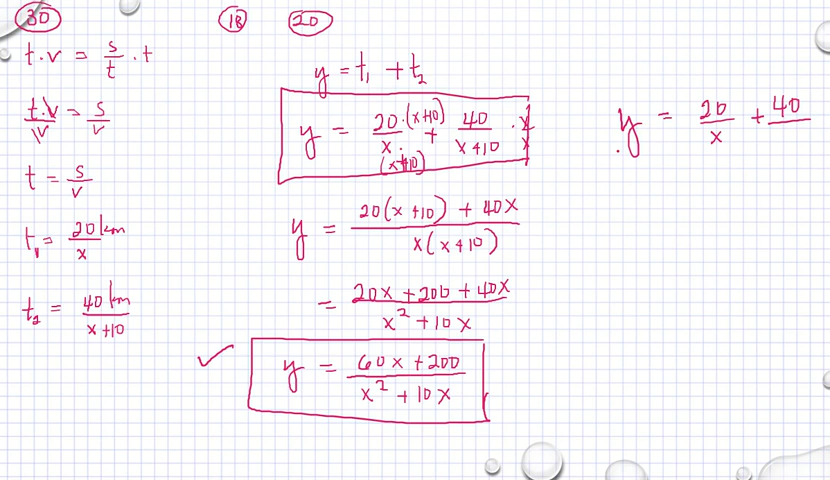 30
t.v = s/t . t
t.v/v = s/v
t = s/v
t₁ = 20 km/x
t₂ = 40 km/x+10
18 20
y = t₁ + t₂
y = 20.(x+10)/x.(x+10) + 40/x+10 . x/x
y = 20(x+10) + 40x/x(x+10)
= 20x + 200 + 40x/x² + 10x
y = 60x + 200/x² + 10x
y = 20/x + 40/